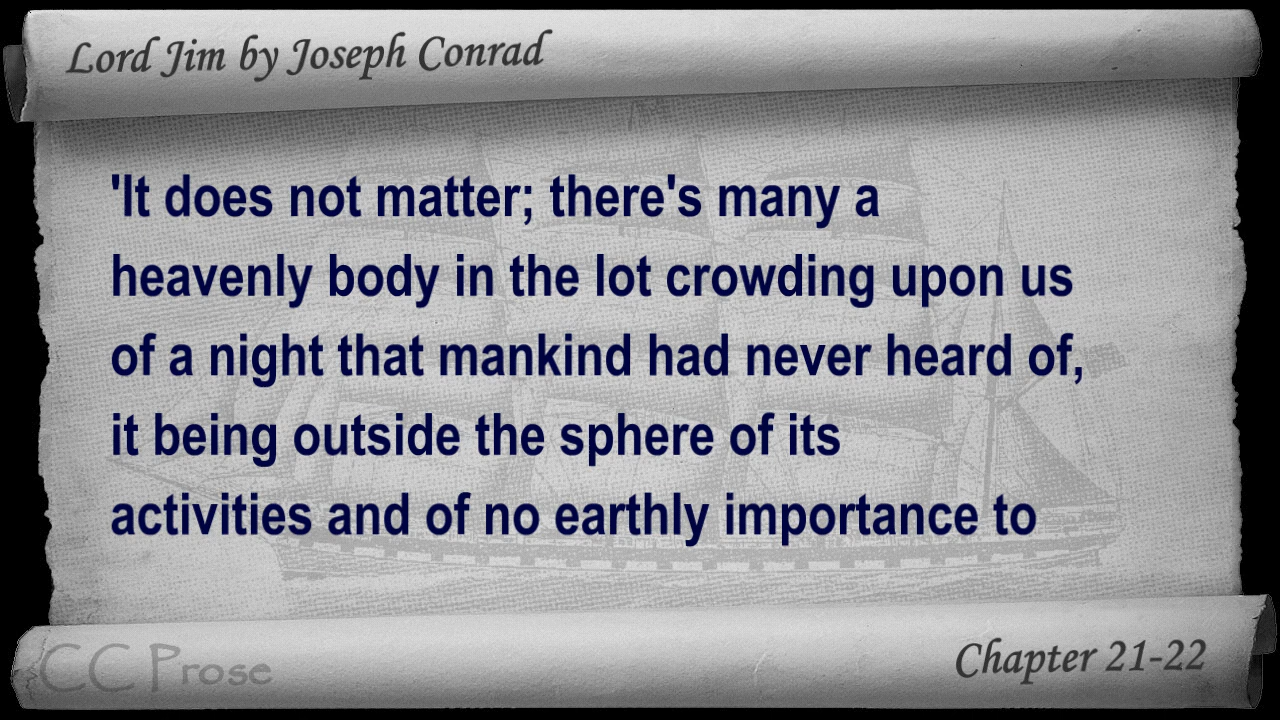 Lord Jim by Joseph Conrad
'It does not matter; there's many a
heavenly body in the lot crowding upon us
of a night that mankind had never heard of,
it being outside the sphere of its
activities and of no earthly importance to
CC Prose
Chapter 21-22